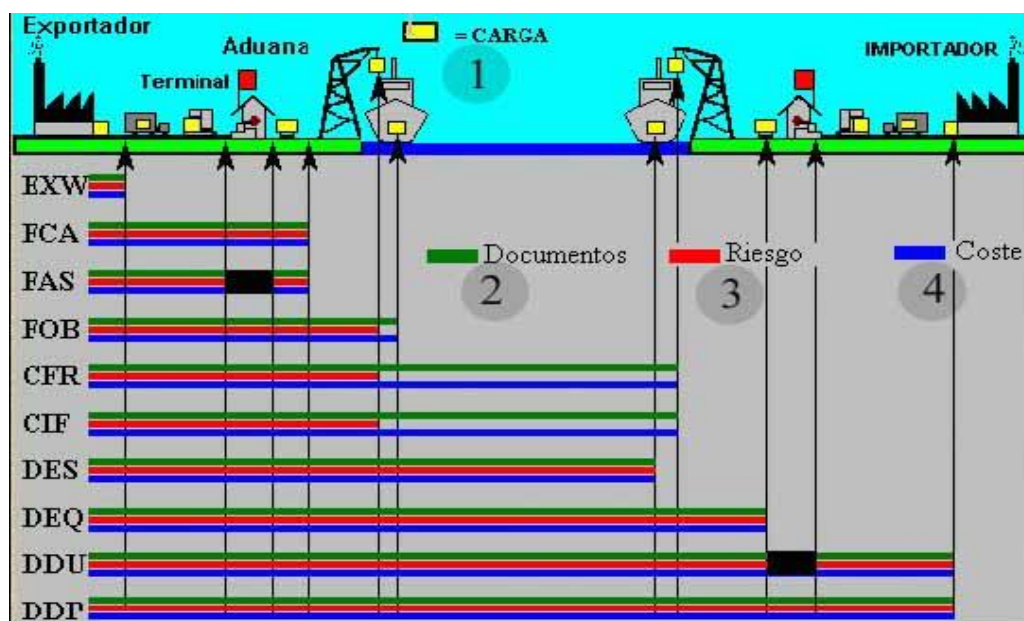 Exportador
= CARGA
Aduana
IMPORTADOR
1
Terminal
EXW
FCA
Documentos
Riesgo
Coste
FAS
2
3
4
FOB
CFR
CIF
DES
DEQ
DDU
DDP